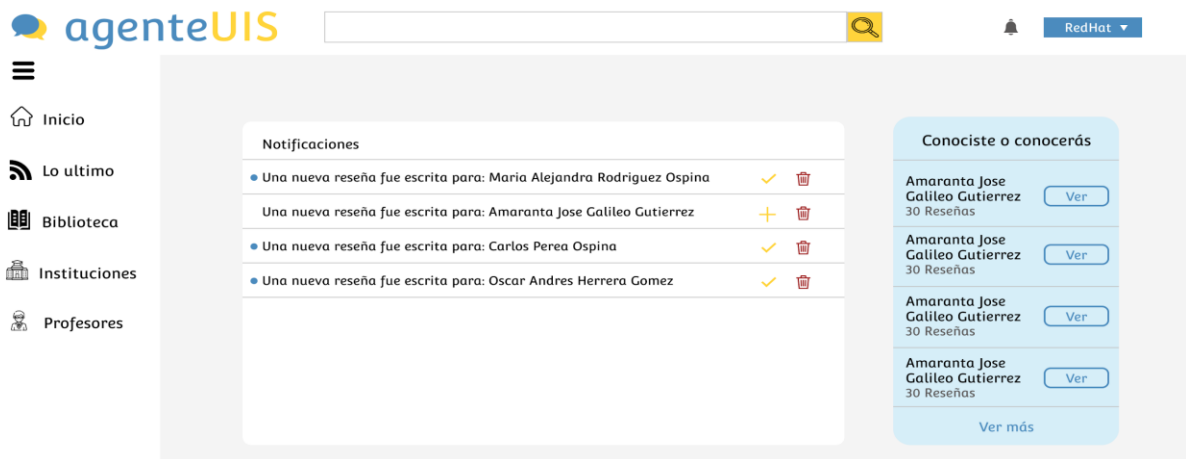 agenteUIS
RedHat
Inicio
Lo ultimo
Biblioteca
Instituciones
Profesores
Notificaciones
Una nueva reseña fue escrita para: Maria Alejandra Rodriguez Ospina
Una nueva reseña fue escrita para: Amaranta Jose Galileo Gutierrez
Una nueva reseña fue escrita para: Carlos Perea Ospina
Una nueva reseña fue escrita para: Oscar Andres Herrera Gomez
Conociste o conocerás
Amaranta Jose
Galileo Gutierrez
30 Reseñas
Ver
Amaranta Jose
Galileo Gutierrez
30 Reseñas
Ver
Amaranta Jose
Galileo Gutierrez
30 Reseñas
Ver
Amaranta Jose
Galileo Gutierrez
30 Reseñas
Ver
Ver más